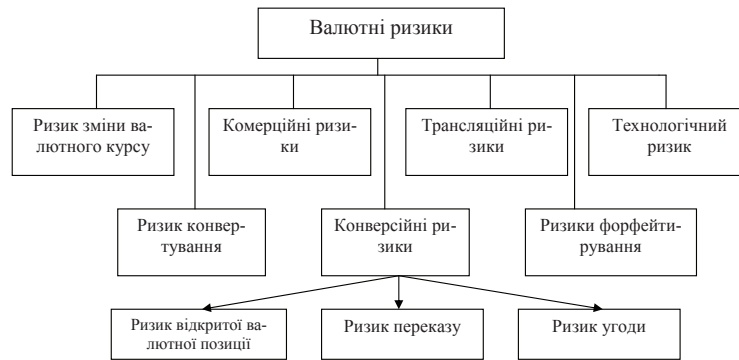 Валютні ризики
Ризик зміни ва-
лютного курсу
Комерційні ризи-
ки
Трансляційні ри-
зики
Технологічний
ризик
Ризик конвер-
тування
Конверсійні ри-
зики
Ризики форфейти-
рування
Ризик відкритої ва-
лютної позиції
Ризик переказу
Ризик угоди